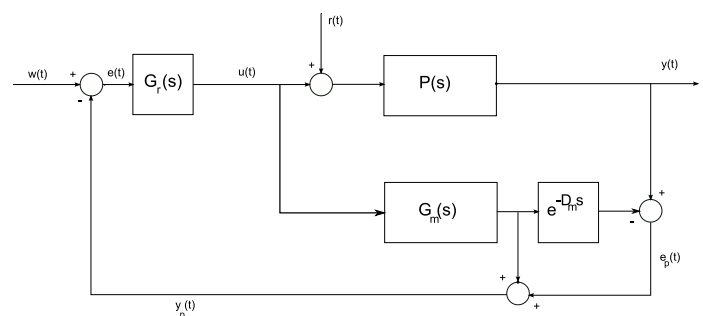 r(t)
w(t)
+
-
e(t)
G_r(s)
u(t)
+
+
P(s)
y(t)
G_m(s)
e^-D_m s
+
-
e_p(t)
+
+
y_p(t)